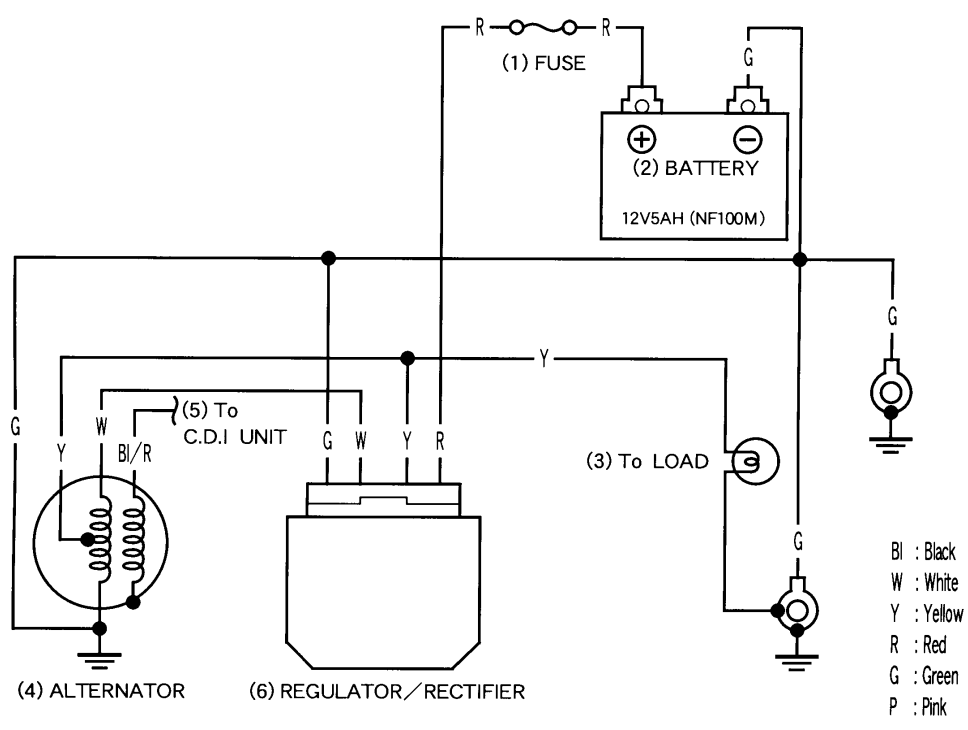 R R
(1) FUSE
G
(2) BATTERY
12V5AH (NF100M)
G
Y
(5) To
C.D.I UNIT
G
Y
W
Bl/R
G W Y R
(3) To LOAD
G
Bl : Black
W : White
Y : Yellow
R : Red
G : Green
P : Pink
(4) ALTERNATOR
(6) REGULATOR/RECTIFIER